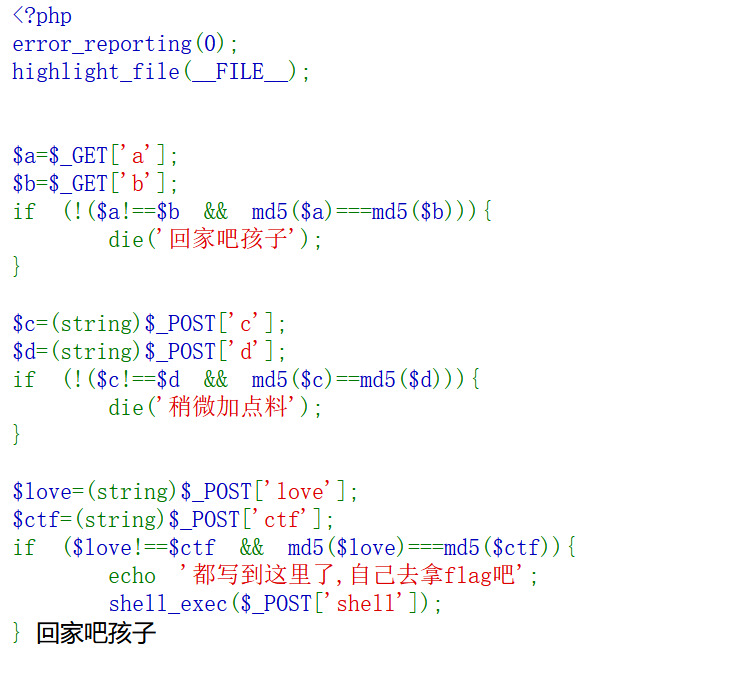 <?php
error_reporting(0);
highlight_file(__FILE__);
$a=$_GET['a'];
$b=$_GET['b'];
if (!($a!==$b && md5($a)===md5($b))){
die('回家吧孩子');
}
$c=(string)$_POST['c'];
$d=(string)$_POST['d'];
if (!($c!==$d && md5($c)==md5($d))){
die('稍微加点料');
}
$love=(string)$_POST['love'];
$ctf=(string)$_POST['ctf'];
if ($love!==$ctf && md5($love)===md5($ctf)){
echo '都写到这里了,自己去拿flag吧';
shell_exec($_POST['shell']);
} 回家吧孩子